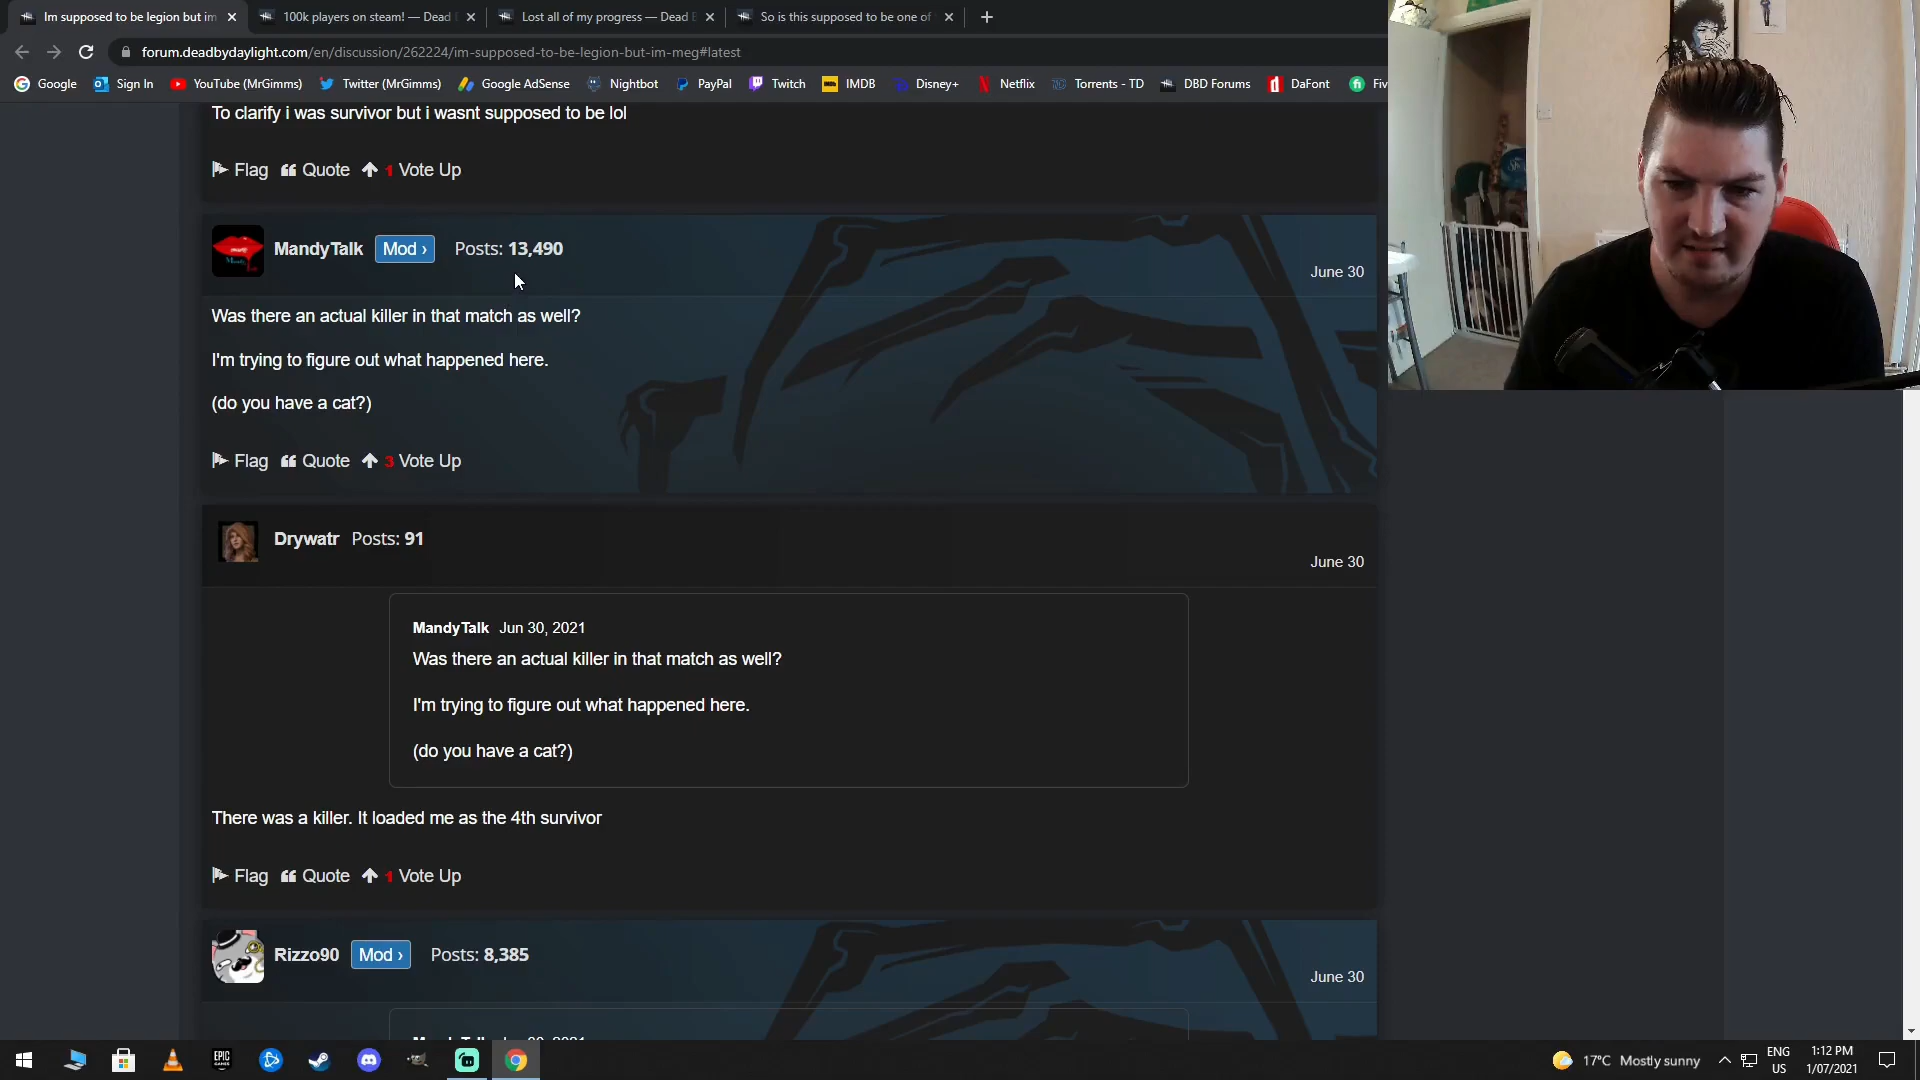 Im supposed to be legion but im
100k players on steam! — Dead
Lost all of my progress — Dead
So is this supposed to be one of
forum.deadbydaylight.com/en/discussion/262224/im-supposed-to-be-legion-but-im-meg#latest
Google
Sign In
YouTube (MrGimms)
Twitter (MrGimms)
Google AdSense
Nightbot
PayPal
Twitch
IMDB
Disney+
Netflix
Torrents - TD
DBD Forums
DaFont
Fiv
To clarify i was survivor but i wasnt supposed to be lol
Flag Quote 1 Vote Up
MandyTalk Mod › Posts: 13,490
June 30
Was there an actual killer in that match as well?
I'm trying to figure out what happened here.
(do you have a cat?)
Flag Quote 3 Vote Up
Drywatr Posts: 91
June 30
MandyTalk Jun 30, 2021
Was there an actual killer in that match as well?
I'm trying to figure out what happened here.
(do you have a cat?)
There was a killer. It loaded me as the 4th survivor
Flag Quote 1 Vote Up
Rizzo90 Mod › Posts: 8,385
June 30
EPIC GAMES
17°C Mostly sunny
ENG
US
1:12 PM
1/07/2021